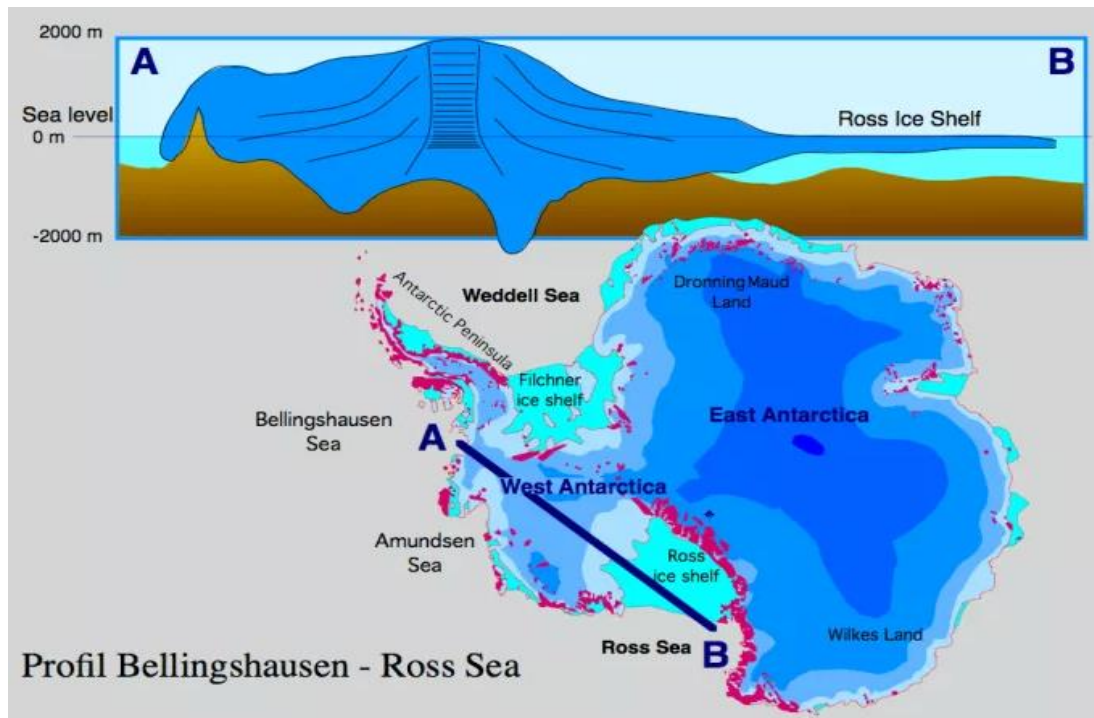 2000 m
A
B
Sea level
0 m
Ross Ice Shelf
-2000 m
Antarctic Peninsula
Weddell Sea
Dronning Maud
Land
Filchner
ice shelf
Bellingshausen
Sea
A
East Antarctica
West Antarctica
Amundsen
Sea
Ross
ice shelf
Ross Sea
B
Wilkes Land
Profil Bellingshausen - Ross Sea